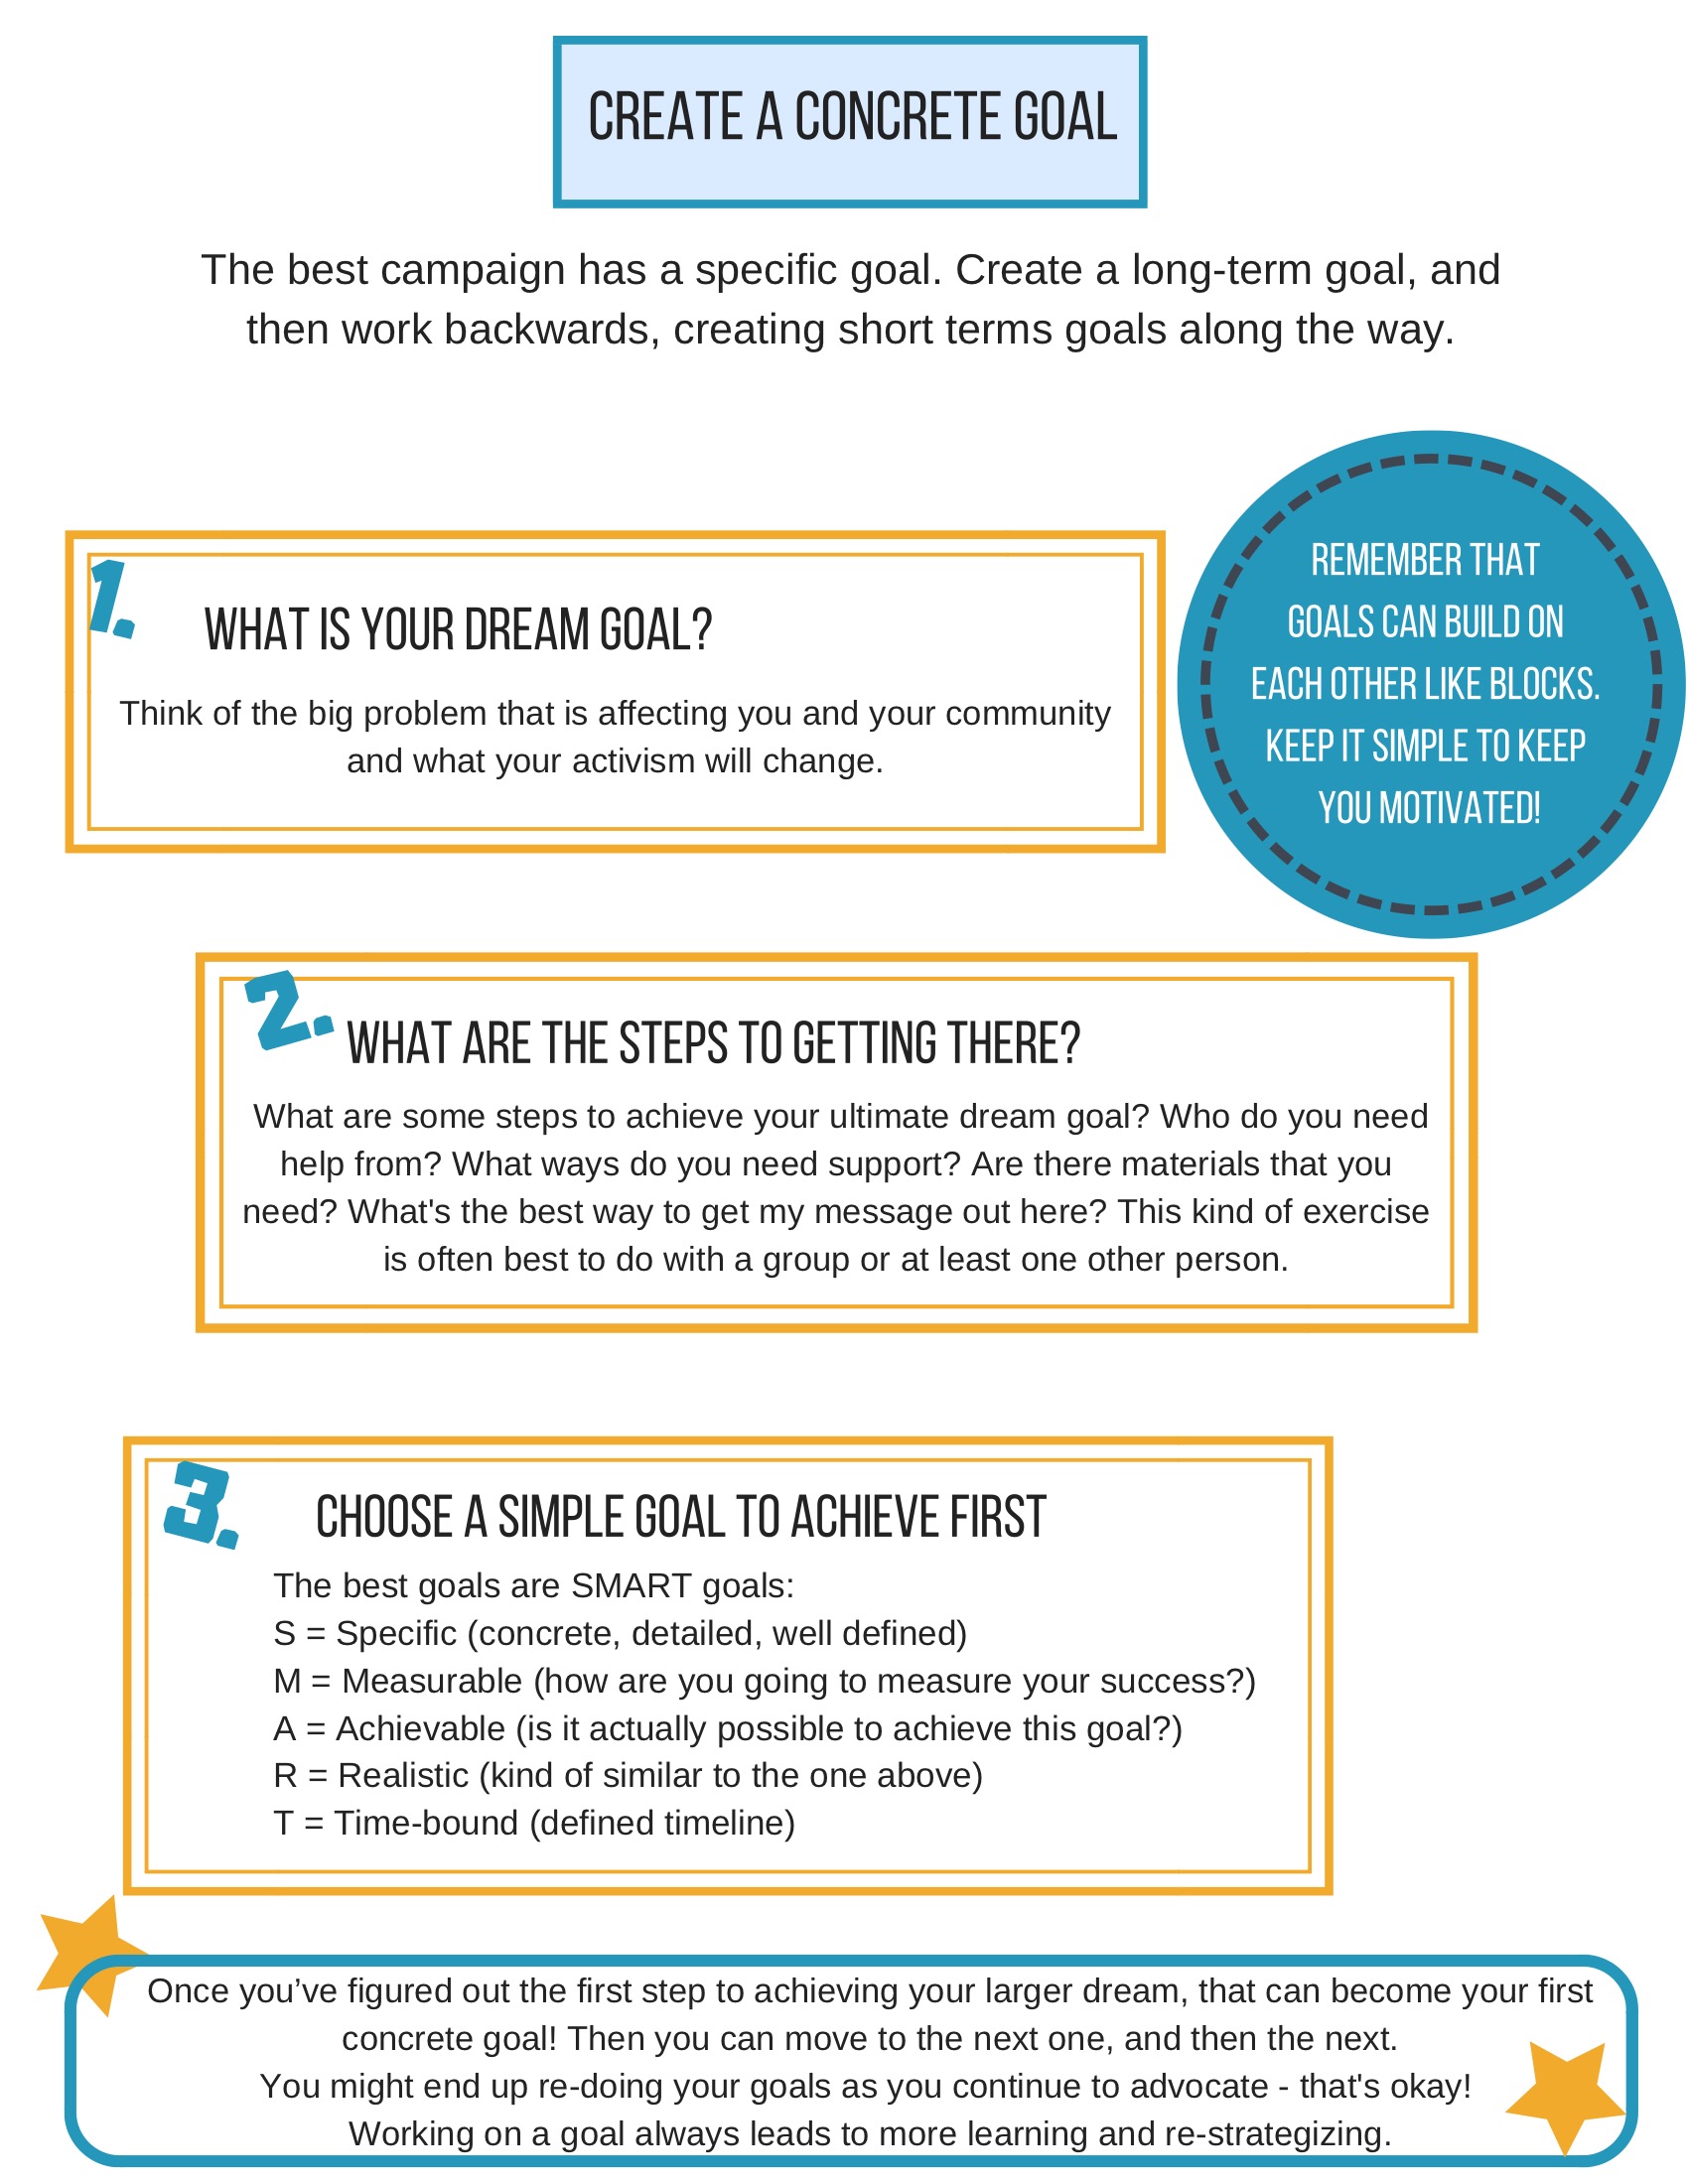 CREATE A CONCRETE GOAL
The best campaign has a specific goal. Create a long-term goal, and
then work backwards, creating short terms goals along the way.
REMEMBER THAT
GOALS CAN BUILD ON
EACH OTHER LIKE BLOCKS.
KEEP IT SIMPLE TO KEEP
YOU MOTIVATED!
1.
WHAT IS YOUR DREAM GOAL?
Think of the big problem that is affecting you and your community
and what your activism will change.
2.
WHAT ARE THE STEPS TO GETTING THERE?
What are some steps to achieve your ultimate dream goal? Who do you need
help from? What ways do you need support? Are there materials that you
need? What's the best way to get my message out here? This kind of exercise
is often best to do with a group or at least one other person.
3.
CHOOSE A SIMPLE GOAL TO ACHIEVE FIRST
The best goals are SMART goals:
S = Specific (concrete, detailed, well defined)
M = Measurable (how are you going to measure your success?)
A = Achievable (is it actually possible to achieve this goal?)
R = Realistic (kind of similar to the one above)
T = Time-bound (defined timeline)
Once you’ve figured out the first step to achieving your larger dream, that can become your first
concrete goal! Then you can move to the next one, and then the next.
You might end up re-doing your goals as you continue to advocate - that's okay!
Working on a goal always leads to more learning and re-strategizing.